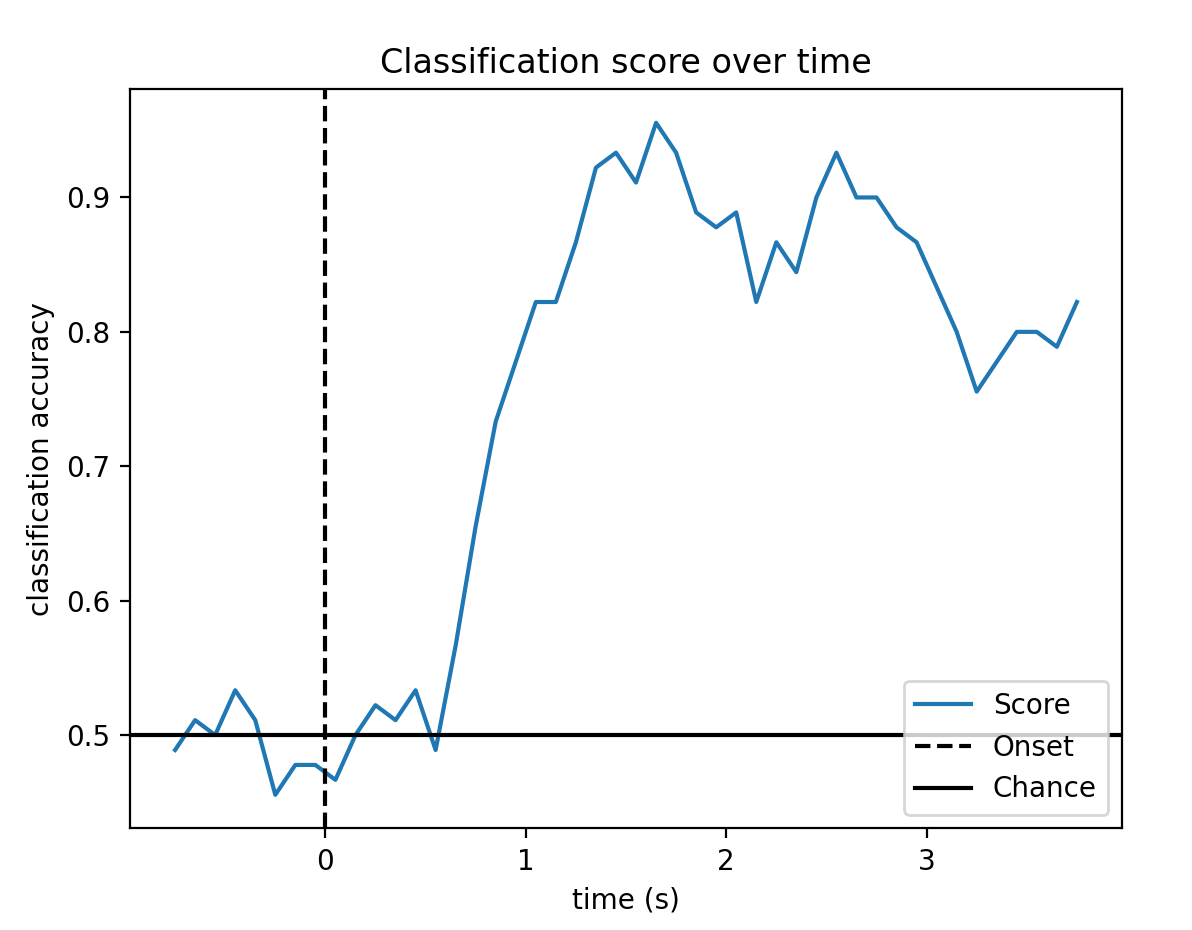 Classification score over time
classification accuracy
0.9
0.8
0.7
0.6
0.5
Score
Onset
Chance
0 1 2 3
time (s)